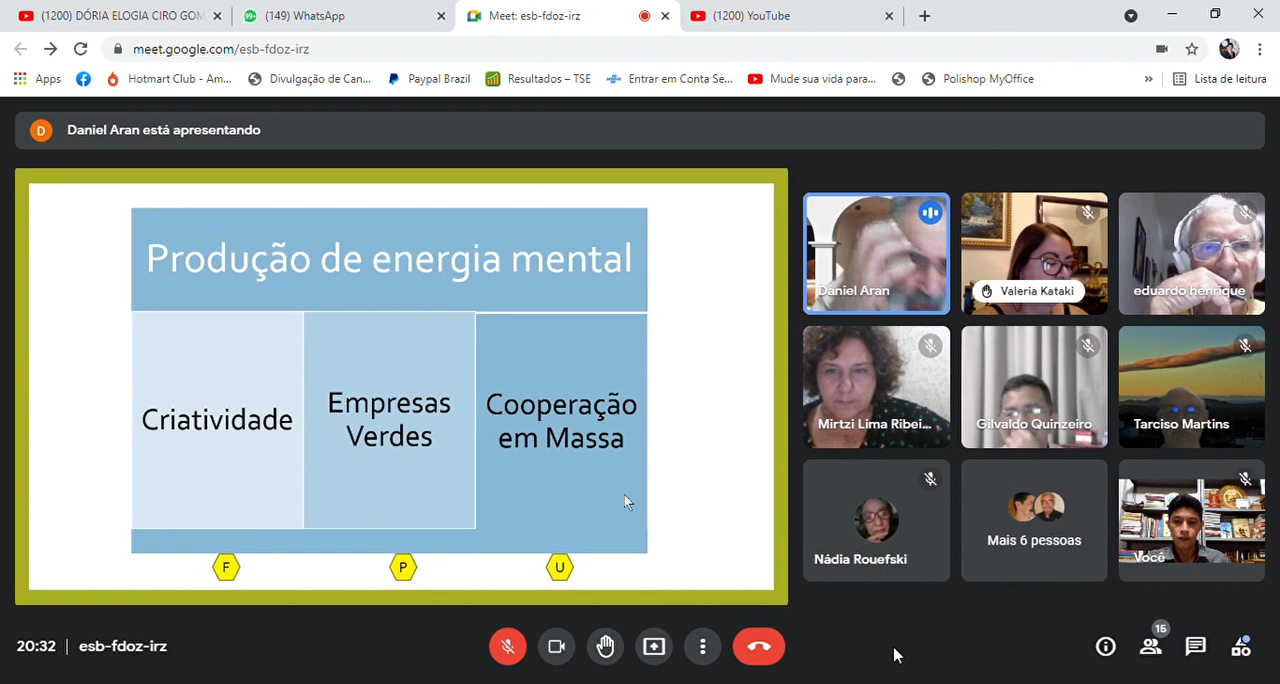 (1200) DÓRIA ELOGIA CIRO GOM
99+
(149) WhatsApp
Meet: esb-fdoz-irz
(1200) YouTube
meet.google.com/esb-fdoz-irz
Apps
Hotmart Club - Am...
Divulgação de Can...
Paypal Brazil
Resultados – TSE
Entrar em Conta Se...
Mude sua vida para...
Polishop MyOffice
»
Lista de leitura
D
Daniel Aran está apresentando
Produção de energia mental
Criatividade
Empresas
Verdes
Cooperação
em Massa
F
P
U
Daniel Aran
Valeria Kataki
eduardo henrique
Mirtzi Lima Ribei...
Gilvaldo Quinzeiro
Tarciso Martins
Nádia Rouefski
Mais 6 pessoas
Você
20:32 | esb-fdoz-irz
15